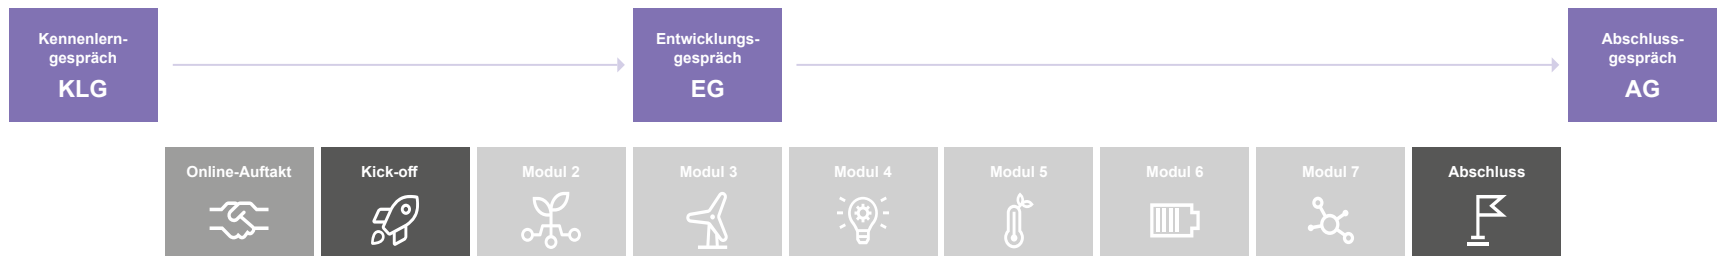 Kennenlern-
gespräch
KLG
Entwicklungs-
gespräch
EG
Abschluss-
gespräch
AG
Online-Auftakt
Kick-off
Modul 2
Modul 3
Modul 4
Modul 5
Modul 6
Modul 7
Abschluss